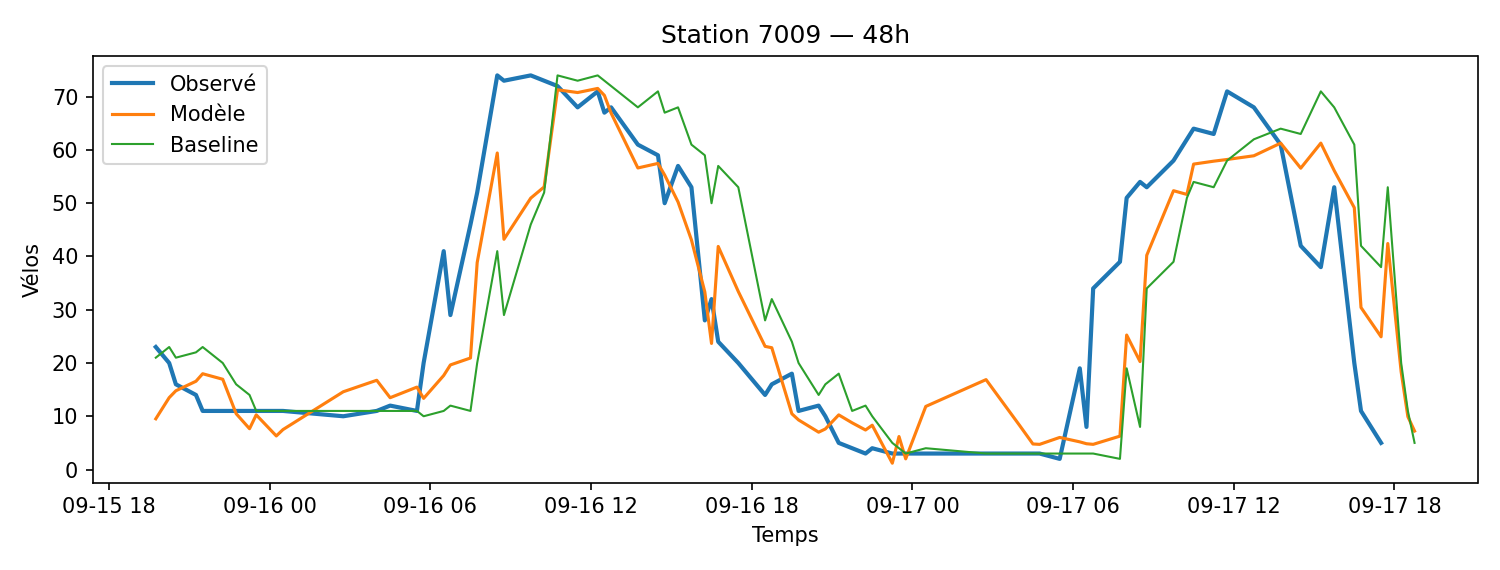 Station 7009 — 48h
Observé
Modèle
Baseline
Vélos
70
60
50
40
30
20
10
0
09-15 18
09-16 00
09-16 06
09-16 12
09-16 18
09-17 00
09-17 06
09-17 12
09-17 18
Temps